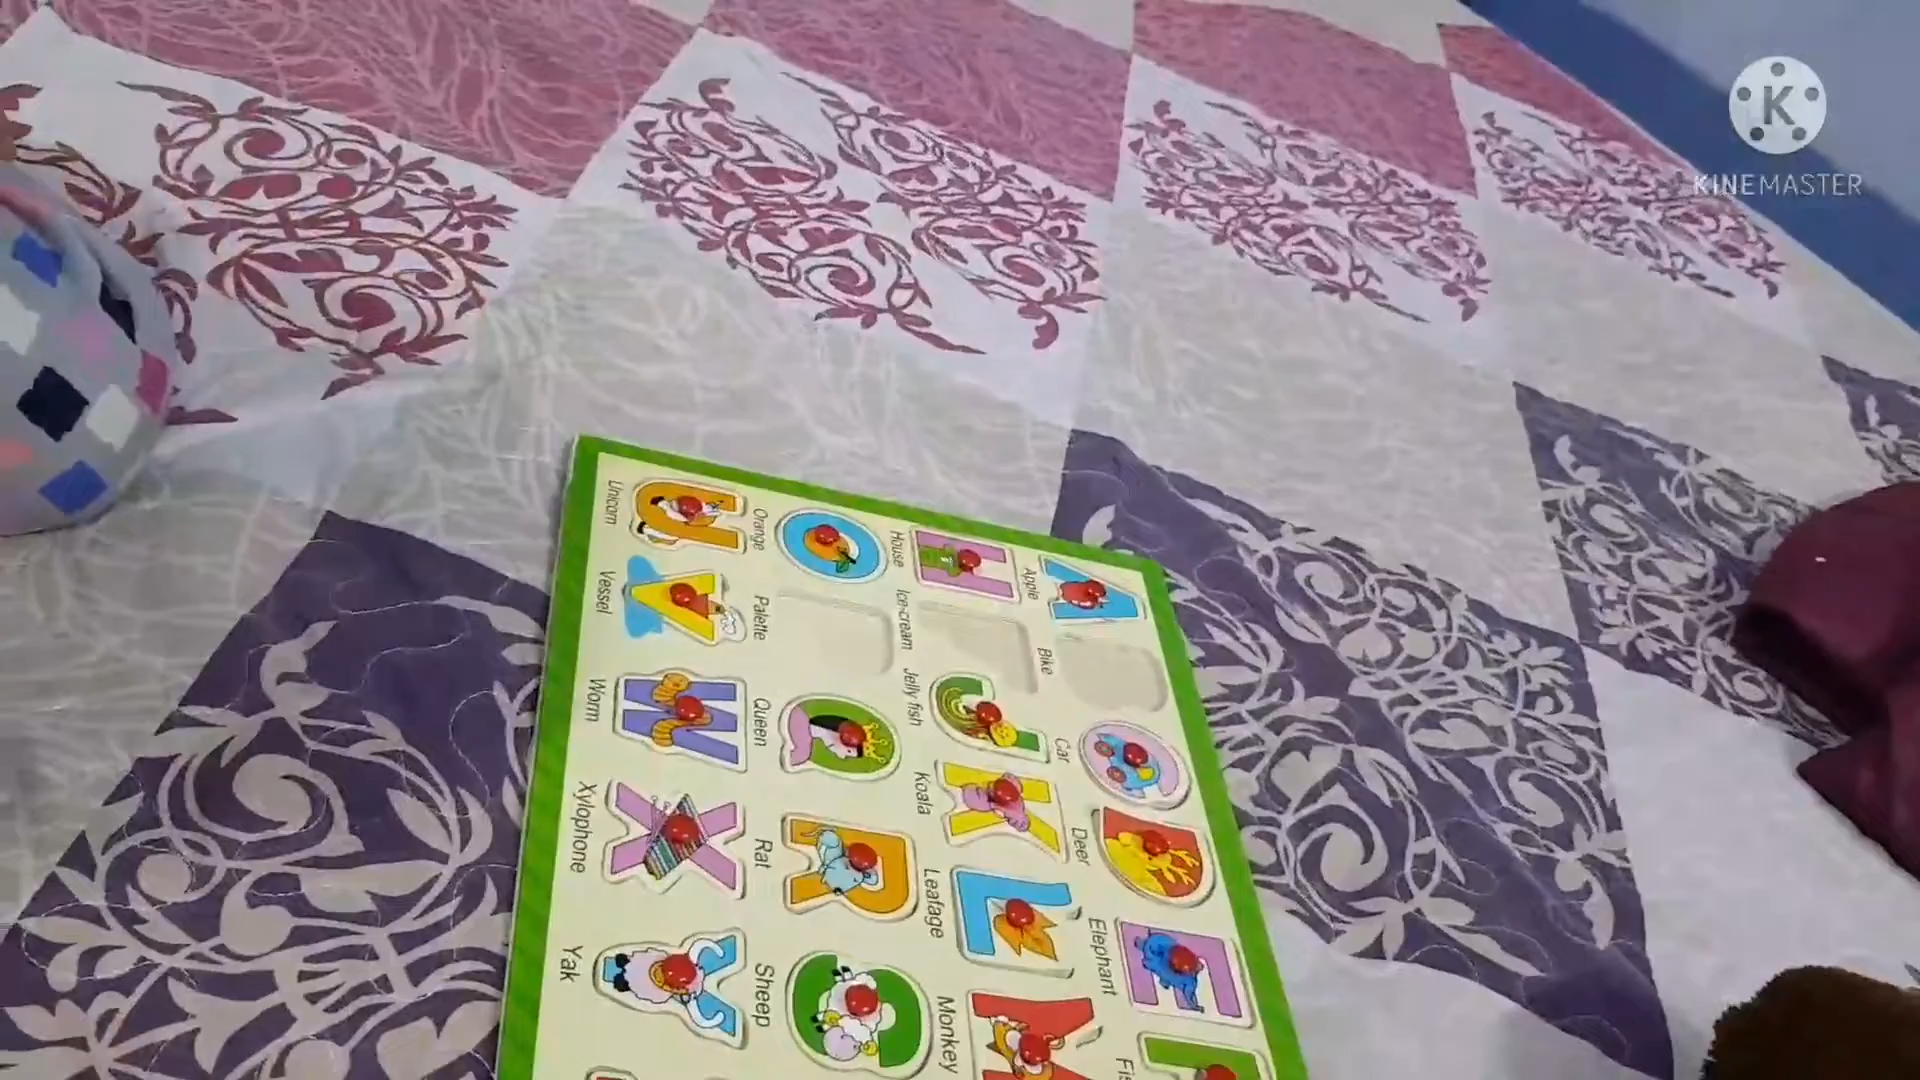 KINEMASTER
Apple
Bike
Car
Deer
Elephant
House
Ice-cream
Jelly fish
Koala
Leafage
Monkey
Orange
Palette
Queen
Rat
Sheep
Unicorn
Vessel
Worm
Xylophone
Yak